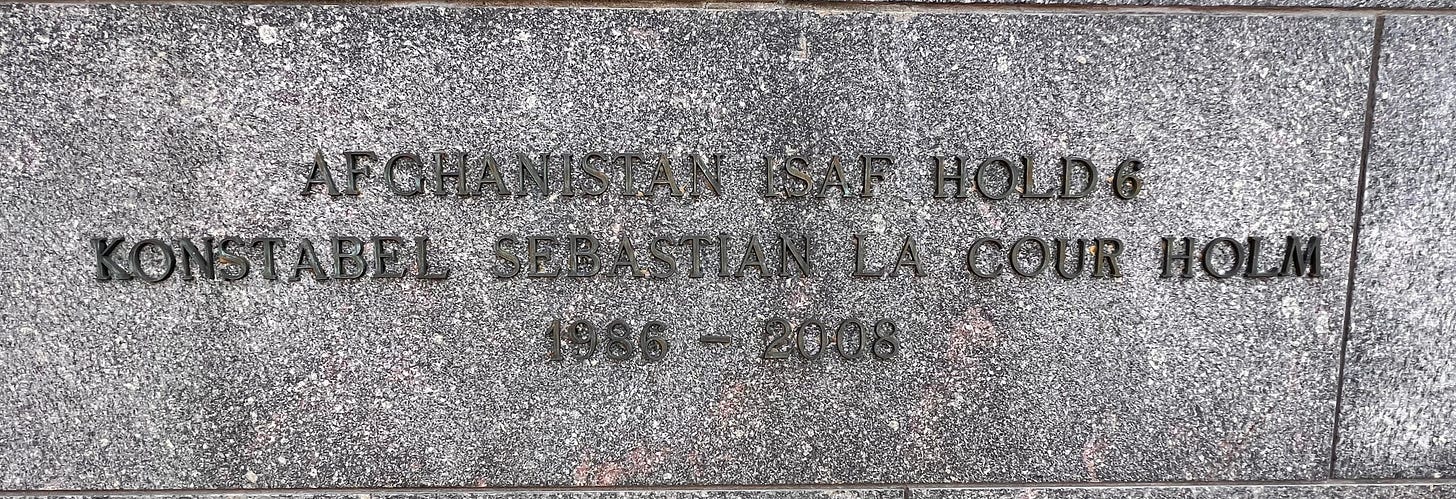 AFGHANISTAN ISAF HOLD 6
KONSTABEL SEBASTIAN LA COUR HOLM
1986 - 2008